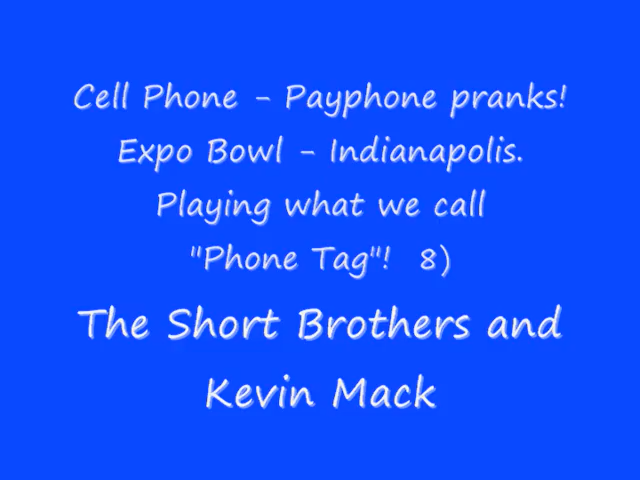 Cell Phone - Payphone pranks!
Expo Bowl - Indianapolis.
Playing what we call
"Phone Tag"!  8)
The Short Brothers and
Kevin Mack